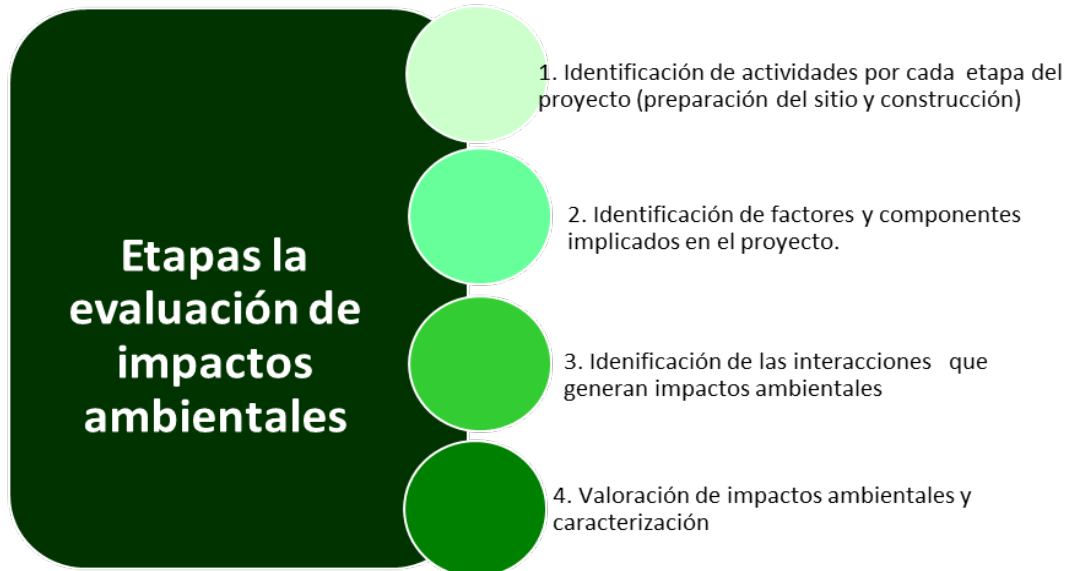 Etapas la
evaluación de
impactos
ambientales
1. Identificación de actividades por cada etapa del
proyecto (preparación del sitio y construcción)
2. Identificación de factores y componentes
implicados en el proyecto.
3. Idenificación de las interacciones que
generan impactos ambientales
4. Valoración de impactos ambientales y
caracterización